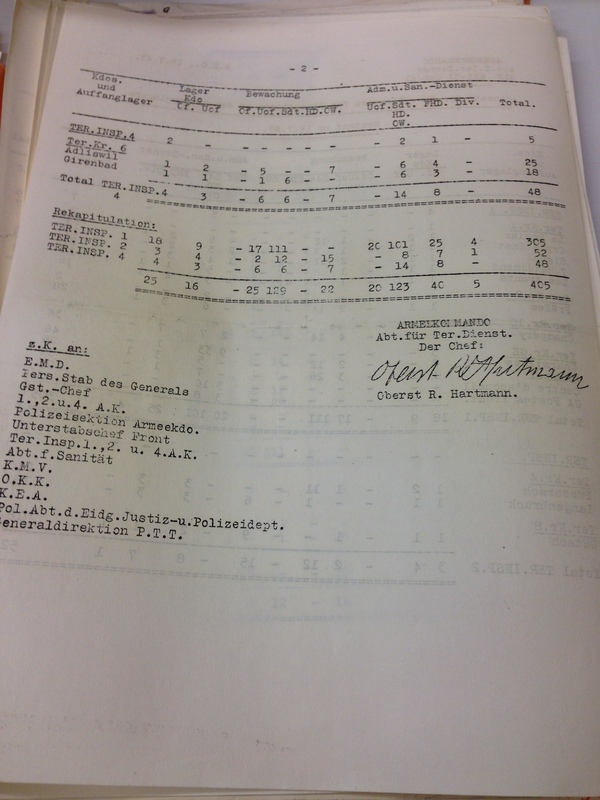 - 2 -
Kdos. und Auffanglager Lager Kdo Bewachung Adm.u.San.-Dienst
Of. Uof Of.Uof.Sdt.HD.OW. Uof.Sdt. HD. OW. FHD. Div. Total.
TER.INSP.4 2 - - - - - - - 2 1 - 5
Ter.Kr. 6
Adliswil 1 2 - 5 - - 7 - 6 4 - 25
Girenbad 1 1 - 1 6 - - - 6 3 - 18
Total TER.INSP.4 4 3 - 6 6 - 7 - 14 8 - 48
Rekapitulation:
TER.INSP. 1 18 9 - 17 111 - - 20 101 25 4 305
TER.INSP. 2 3 4 - 2 12 - 15 - 8 7 1 52
TER.INSP. 4 4 3 - 6 6 - 7 - 14 8 - 48
25 16 - 25 129 - 22 20 123 40 5 405
ARMEEKOMMANDO
Abt.für Ter.Dienst.
Der Chef:
Oberst R. Hartmann
Oberst R. Hartmann.
z.K. an:
E.M.D.
Pers.Stab des Generals
Gst.-Chef
1.,2.u.4. A.K.
Polizeisektion Armeekdo.
Unterstabschef Front
Ter.Insp.1.,2. u. 4.A.K.
Abt.f.Sanität
K.M.V.
O.K.K.
K.E.A.
Pol.Abt.d.Eidg.Justiz-u.Polizeidept.
Generaldirektion P.T.T.